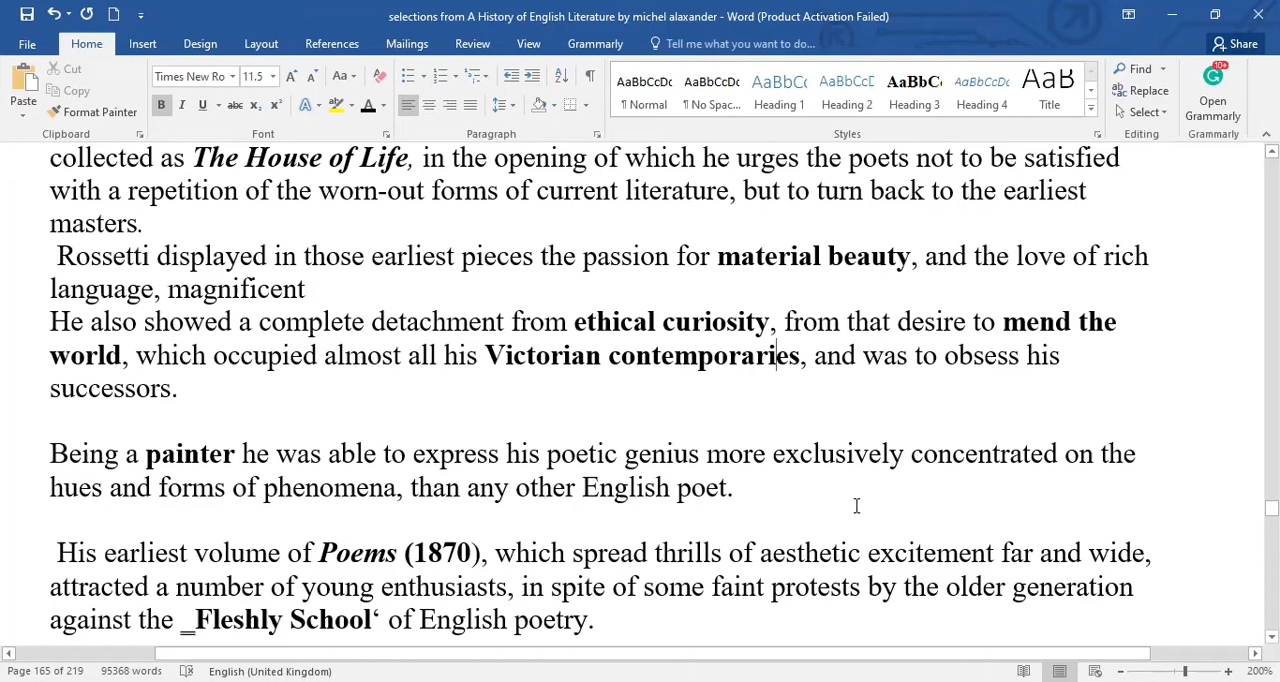 selections from A History of English Literature by michel alaxander - Word (Product Activation Failed)
File Home Insert Design Layout References Mailings Review View Grammarly Tell me what you want to do... Share
Paste Cut Copy Format Painter
Clipboard
Times New Ro 11.5
B I U abc x₂ x²
Font
Paragraph
AaBbCcDc AaBbCcDc AaBbCc AaBbCcD AaBbC AaBbCcDc AaB
¶ Normal ¶ No Spac... Heading 1 Heading 2 Heading 3 Heading 4 Title
Styles
Find Replace Select
Editing
10+
Open Grammarly
Grammarly
collected as The House of Life, in the opening of which he urges the poets not to be satisfied
with a repetition of the worn-out forms of current literature, but to turn back to the earliest
masters.
Rossetti displayed in those earliest pieces the passion for material beauty, and the love of rich
language, magnificent
He also showed a complete detachment from ethical curiosity, from that desire to mend the
world, which occupied almost all his Victorian contemporaries, and was to obsess his
successors.
Being a painter he was able to express his poetic genius more exclusively concentrated on the
hues and forms of phenomena, than any other English poet.
His earliest volume of Poems (1870), which spread thrills of aesthetic excitement far and wide,
attracted a number of young enthusiasts, in spite of some faint protests by the older generation
against the ‗Fleshly School‘ of English poetry.
Page 165 of 219 95368 words English (United Kingdom) 200%